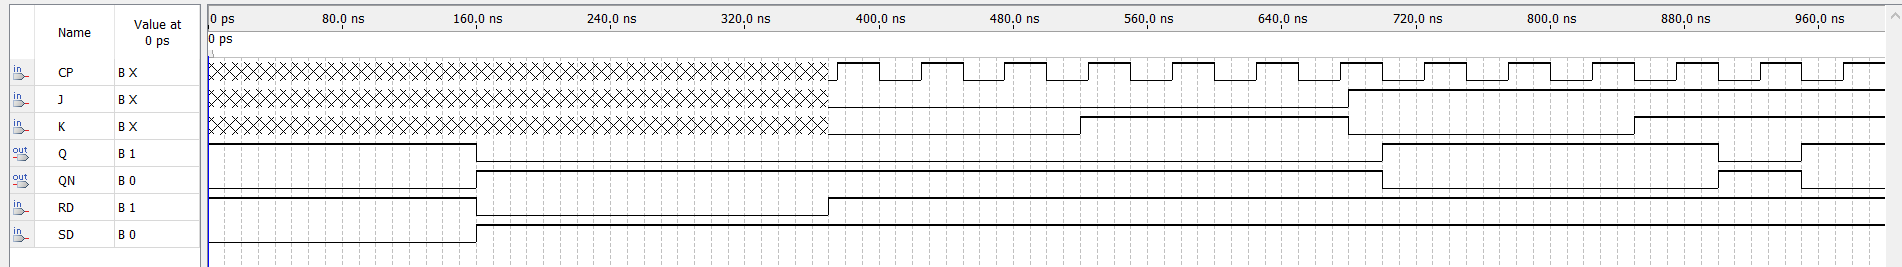 Name
Value at
0 ps
0 ps
80.0 ns
160.0 ns
240.0 ns
320.0 ns
400.0 ns
480.0 ns
560.0 ns
640.0 ns
720.0 ns
800.0 ns
880.0 ns
960.0 ns
0 ps
in
CP
B X
in
J
B X
in
K
B X
out
Q
B 1
out
QN
B 0
in
RD
B 1
in
SD
B 0